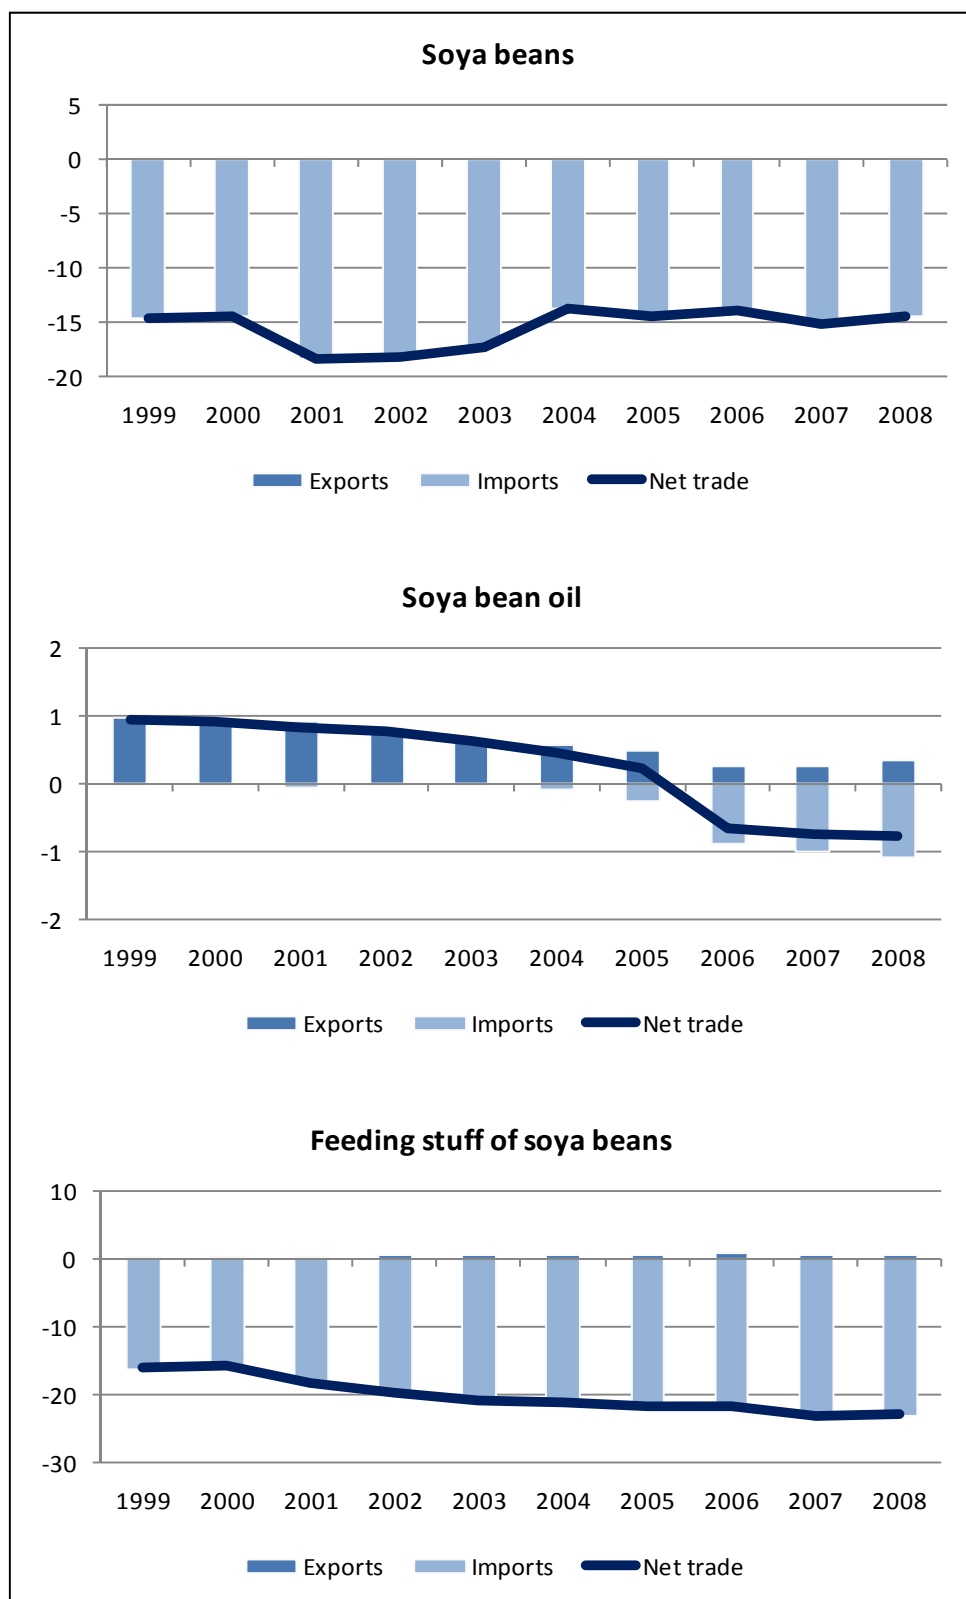 Soya beans
5
0
-5
-10
-15
-20
1999 2000 2001 2002 2003 2004 2005 2006 2007 2008
Exports Imports Net trade
Soya bean oil
2
1
0
-1
-2
1999 2000 2001 2002 2003 2004 2005 2006 2007 2008
Exports Imports Net trade
Feeding stuff of soya beans
10
0
-10
-20
-30
1999 2000 2001 2002 2003 2004 2005 2006 2007 2008
Exports Imports Net trade